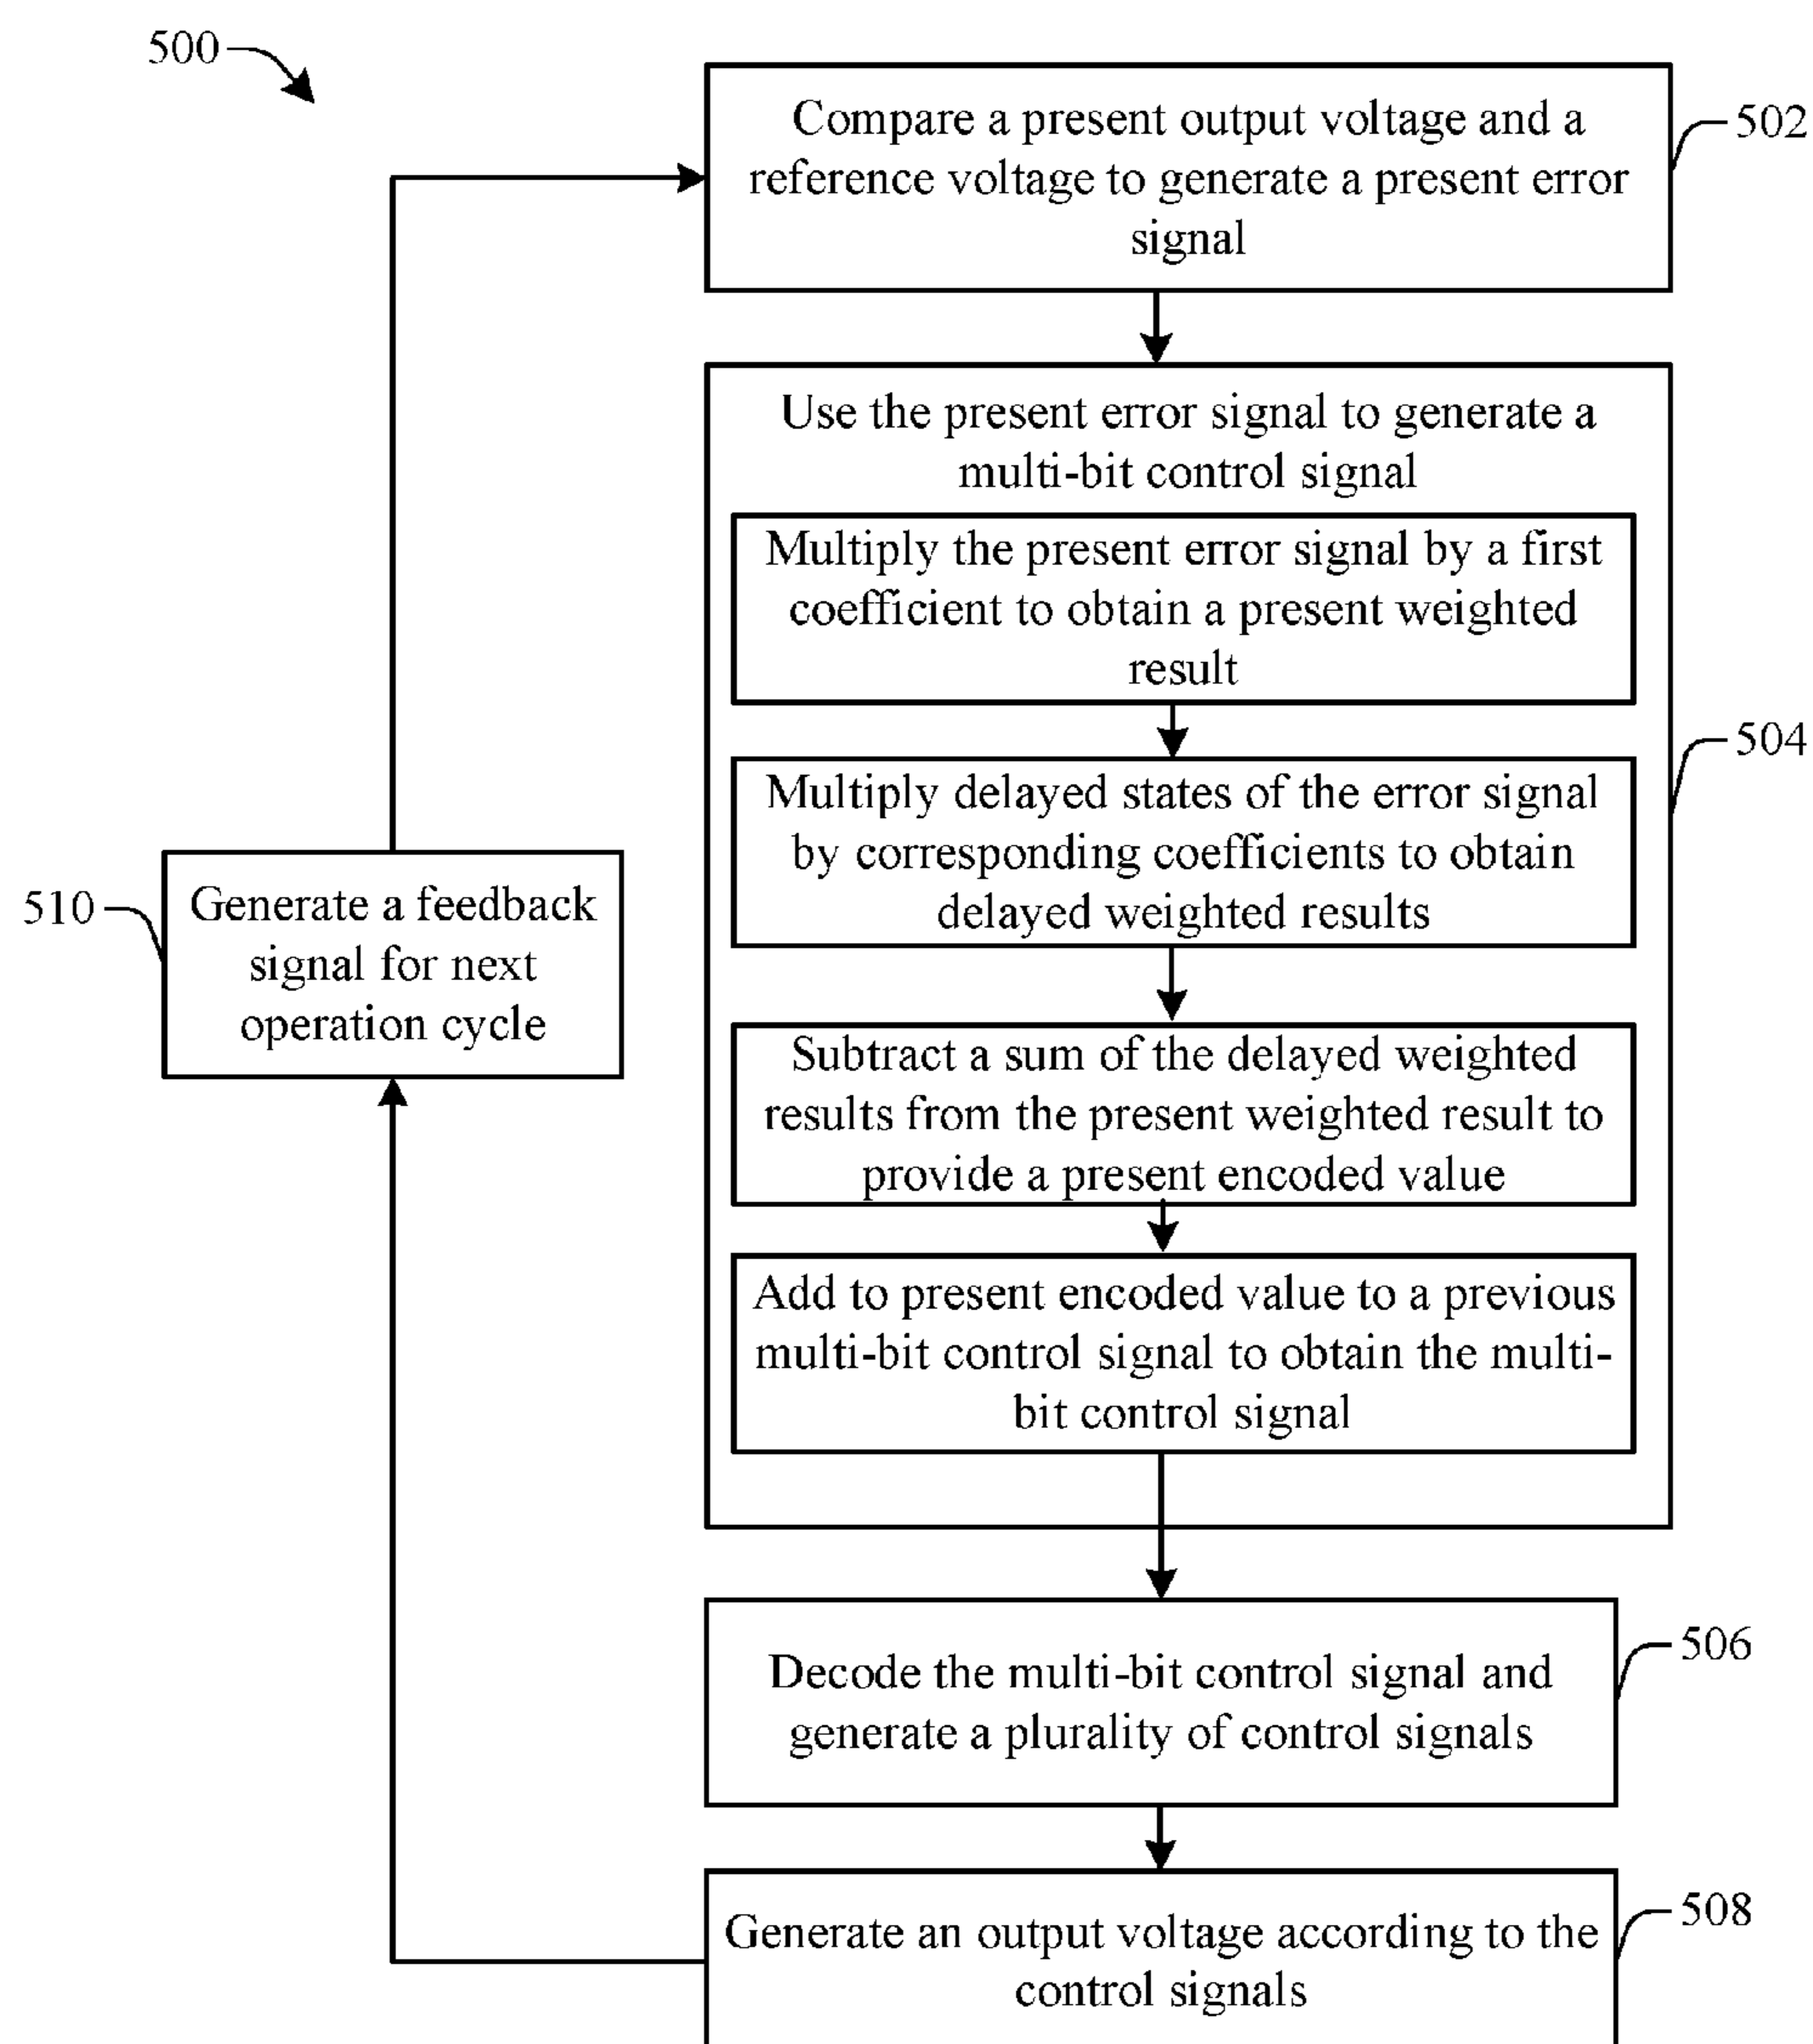 500
Compare a present output voltage and a
reference voltage to generate a present error
signal
502
Use the present error signal to generate a
multi-bit control signal
Multiply the present error signal by a first
coefficient to obtain a present weighted
result
504
Multiply delayed states of the error signal
by corresponding coefficients to obtain
delayed weighted results
Subtract a sum of the delayed weighted
results from the present weighted result to
provide a present encoded value
Add to present encoded value to a previous
multi-bit control signal to obtain the multi-
bit control signal
506
Decode the multi-bit control signal and
generate a plurality of control signals
508
Generate an output voltage according to the
control signals
510
Generate a feedback
signal for next
operation cycle